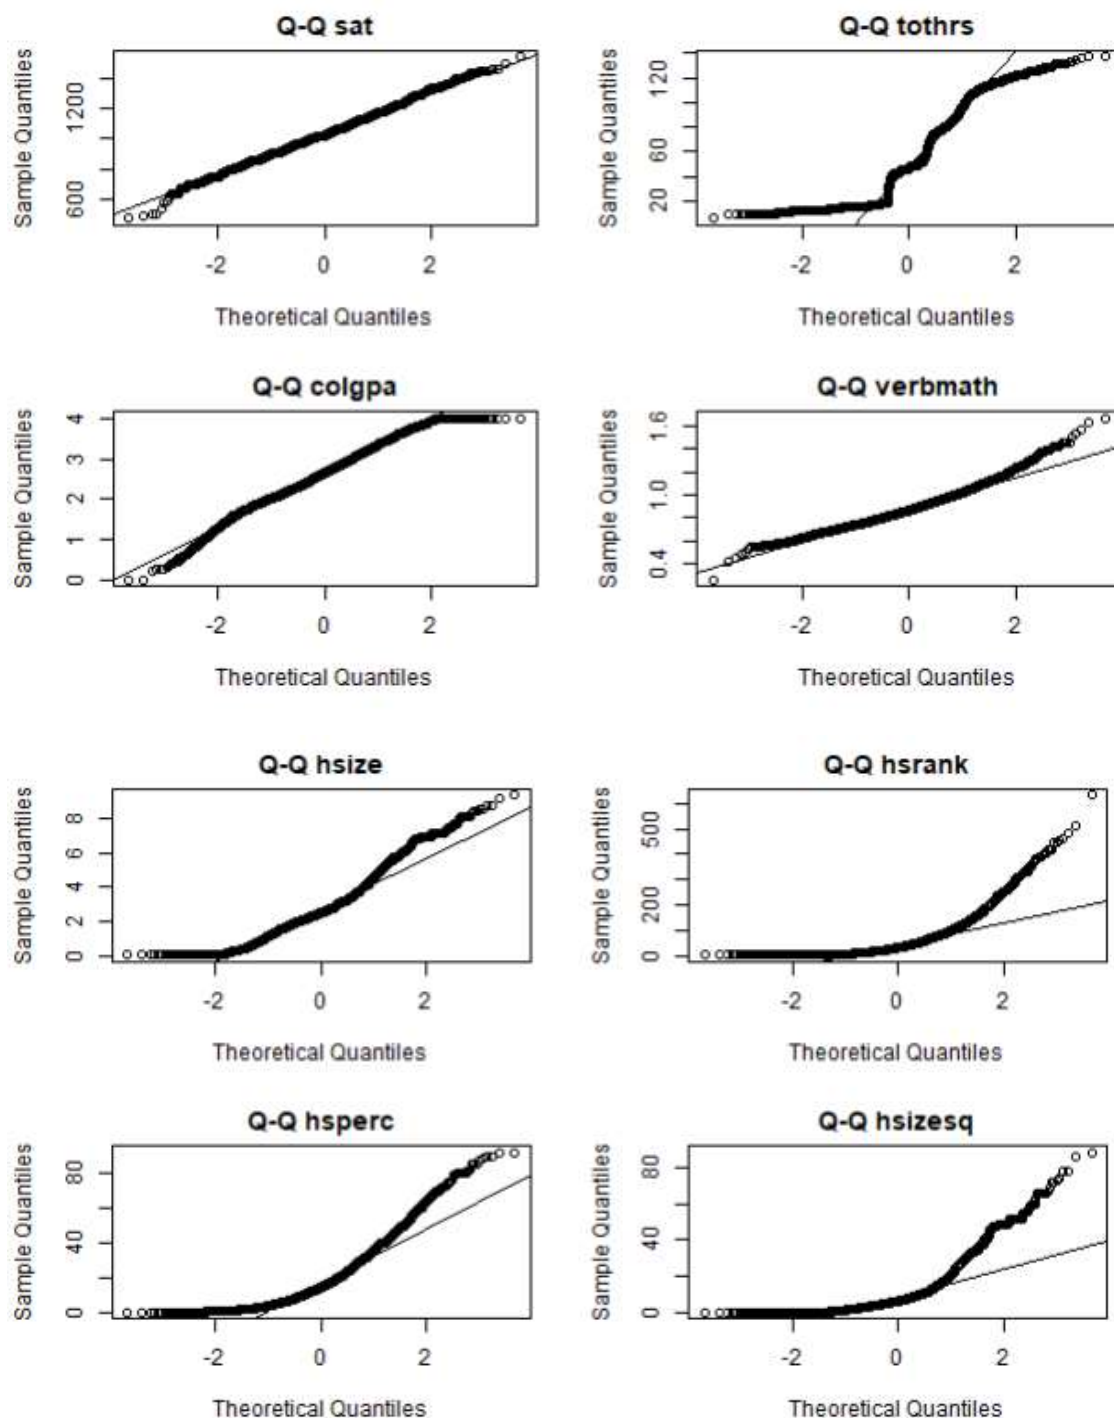 Q-Q sat
Sample Quantiles
600 1200
-2 0 2
Theoretical Quantiles
Q-Q tothrs
Sample Quantiles
20 60 120
-2 0 2
Theoretical Quantiles
Q-Q colgpa
Sample Quantiles
0 1 2 3 4
-2 0 2
Theoretical Quantiles
Q-Q verbmath
Sample Quantiles
0.4 1.0 1.6
-2 0 2
Theoretical Quantiles
Q-Q hsize
Sample Quantiles
0 2 4 6 8
-2 0 2
Theoretical Quantiles
Q-Q hsrank
Sample Quantiles
0 200 500
-2 0 2
Theoretical Quantiles
Q-Q hsperc
Sample Quantiles
0 40 80
-2 0 2
Theoretical Quantiles
Q-Q hsizesq
Sample Quantiles
0 40 80
-2 0 2
Theoretical Quantiles